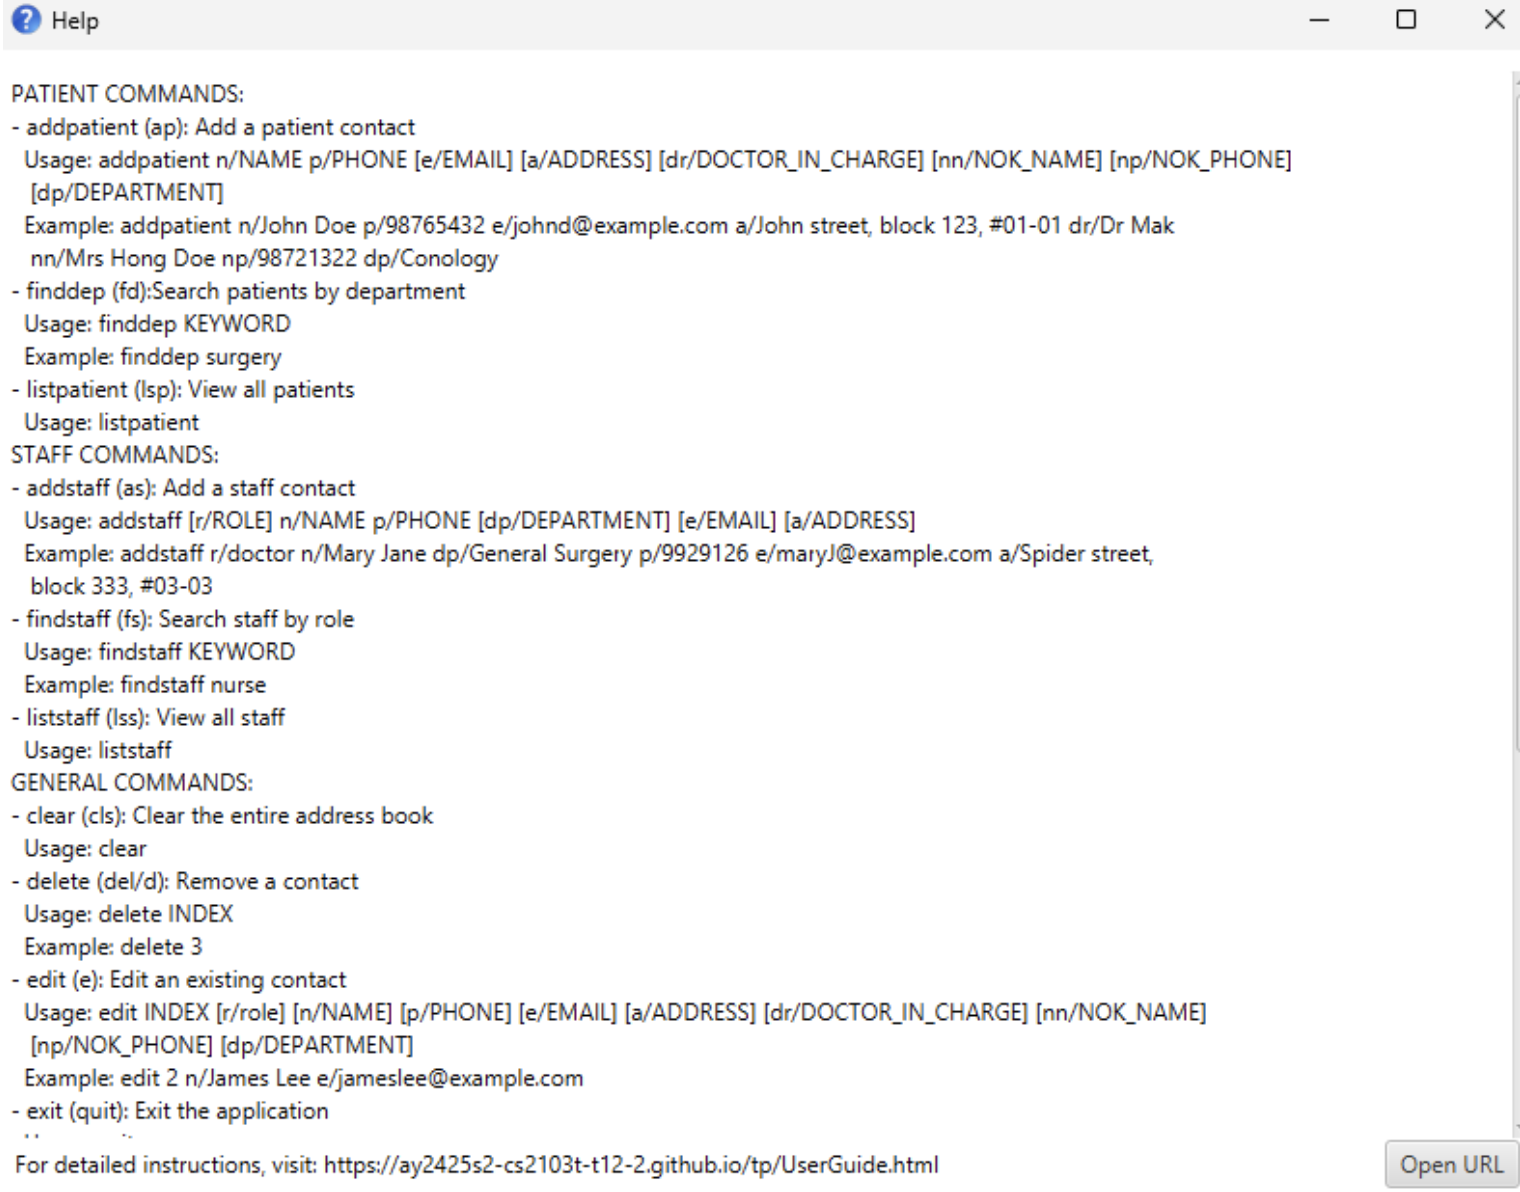 Help
PATIENT COMMANDS:
- addpatient (ap): Add a patient contact
Usage: addpatient n/NAME p/PHONE [e/EMAIL] [a/ADDRESS] [dr/DOCTOR_IN_CHARGE] [nn/NOK_NAME] [np/NOK_PHONE]
[dp/DEPARTMENT]
Example: addpatient n/John Doe p/98765432 e/johnd@example.com a/John street, block 123, #01-01 dr/Dr Mak
nn/Mrs Hong Doe np/98721322 dp/Conology
- finddep (fd):Search patients by department
Usage: finddep KEYWORD
Example: finddep surgery
- listpatient (lsp): View all patients
Usage: listpatient
STAFF COMMANDS:
- addstaff (as): Add a staff contact
Usage: addstaff [r/ROLE] n/NAME p/PHONE [dp/DEPARTMENT] [e/EMAIL] [a/ADDRESS]
Example: addstaff r/doctor n/Mary Jane dp/General Surgery p/9929126 e/maryJ@example.com a/Spider street,
block 333, #03-03
- findstaff (fs): Search staff by role
Usage: findstaff KEYWORD
Example: findstaff nurse
- liststaff (lss): View all staff
Usage: liststaff
GENERAL COMMANDS:
- clear (cls): Clear the entire address book
Usage: clear
- delete (del/d): Remove a contact
Usage: delete INDEX
Example: delete 3
- edit (e): Edit an existing contact
Usage: edit INDEX [r/role] [n/NAME] [p/PHONE] [e/EMAIL] [a/ADDRESS] [dr/DOCTOR_IN_CHARGE] [nn/NOK_NAME]
[np/NOK_PHONE] [dp/DEPARTMENT]
Example: edit 2 n/James Lee e/jameslee@example.com
- exit (quit): Exit the application
For detailed instructions, visit: https://ay2425s2-cs2103t-t12-2.github.io/tp/UserGuide.html
Open URL